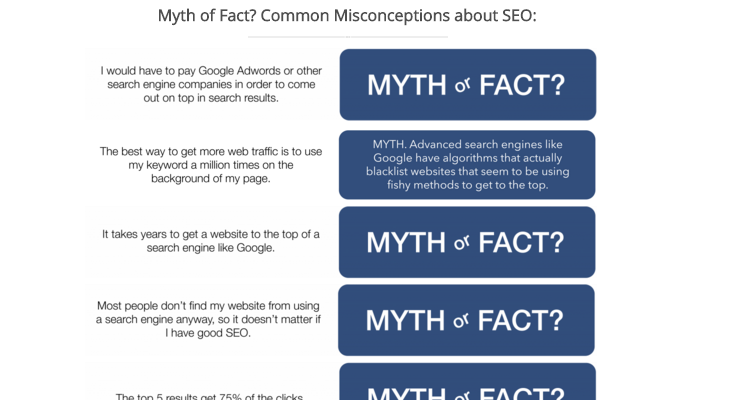 Myth of Fact? Common Misconceptions about SEO:
I would have to pay Google Adwords or other
search engine companies in order to come
out on top in search results.
MYTH or FACT?
The best way to get more web traffic is to use
my keyword a million times on the
background of my page.
MYTH. Advanced search engines like
Google have algorithms that actually
blacklist websites that seem to be using
fishy methods to get to the top.
It takes years to get a website to the top of a
search engine like Google.
MYTH or FACT?
Most people don't find my website from using
a search engine anyway, so it doesn't matter if
I have good SEO.
MYTH or FACT?
The top 5 results get 75% of the clicks
MYTH or FACT?